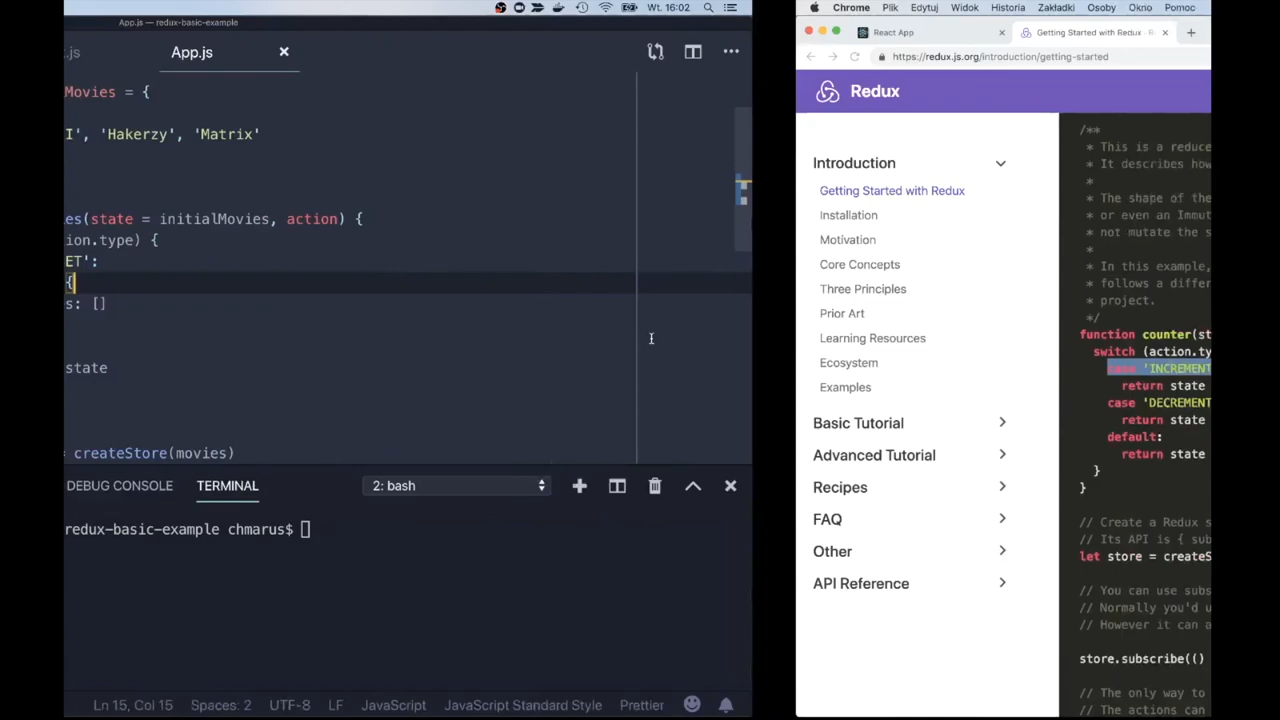 App.js — redux-basic-example
Wt. 16:02
.js
App.js
Movies = {
I', 'Hakerzy', 'Matrix'
es(state = initialMovies, action) {
ion.type) {
ET':
{
s: []
state
= createStore(movies)
DEBUG CONSOLE
TERMINAL
2: bash
redux-basic-example chmarus$
Ln 15, Col 15
Spaces: 2
UTF-8
LF
JavaScript
JavaScript Standard Style
Prettier
Chrome Plik Edytuj Widok Historia Zakładki Osoby Okno Pomoc
React App
Getting Started with Redux - R
https://redux.js.org/introduction/getting-started
Redux
Introduction
Getting Started with Redux
Installation
Motivation
Core Concepts
Three Principles
Prior Art
Learning Resources
Ecosystem
Examples
Basic Tutorial
Advanced Tutorial
Recipes
FAQ
Other
API Reference
/**
* This is a reduce
* It describes how
*
* The shape of the
* or even an Immut
* not mutate the s
*
* In this example,
* follows a differ
* project.
*/
function counter(st
switch (action.ty
case 'INCREMENT
return state
case 'DECREMENT
return state
default:
return state
}
}
// Create a Redux s
// Its API is { sub
let store = createS
// You can use subs
// Normally you'd u
// However it can a
store.subscribe(()
// The only way to
// The actions can